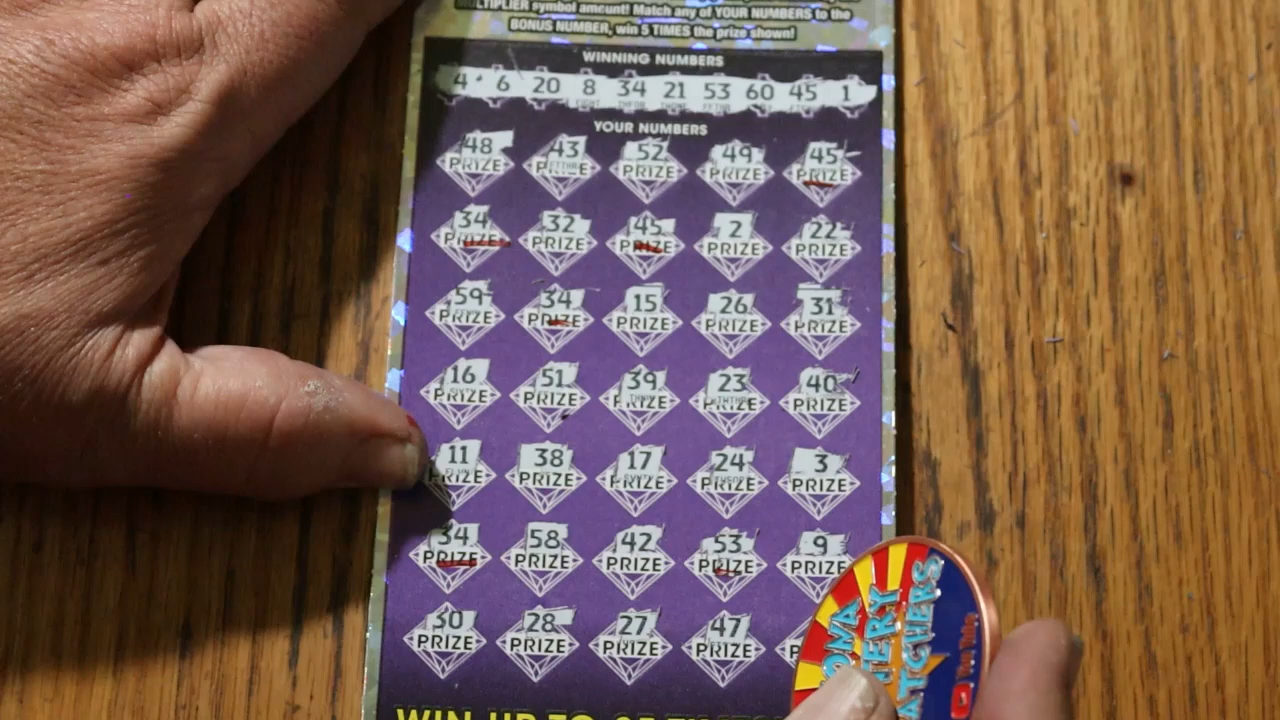 MULTIPLIER symbol amount! Match any of YOUR NUMBERS to the
BONUS NUMBER, win 5 TIMES the prize shown!
WINNING NUMBERS
4 6 20 8 34 21 53 60 45 1
YOUR NUMBERS
48 43 52 49 45
PRIZE PRIZE PRIZE PRIZE PRIZE
34 32 45 2 22
PRIZE PRIZE PRIZE PRIZE PRIZE
59 34 15 26 31
PRIZE PRIZE PRIZE PRIZE PRIZE
16 51 39 23 40
PRIZE PRIZE PRIZE PRIZE PRIZE
11 38 17 24 3
PRIZE PRIZE PRIZE PRIZE PRIZE
34 58 42 53 9
PRIZE PRIZE PRIZE PRIZE PRIZE
30 28 27 47
PRIZE PRIZE PRIZE PRIZE P
WIN UP TO